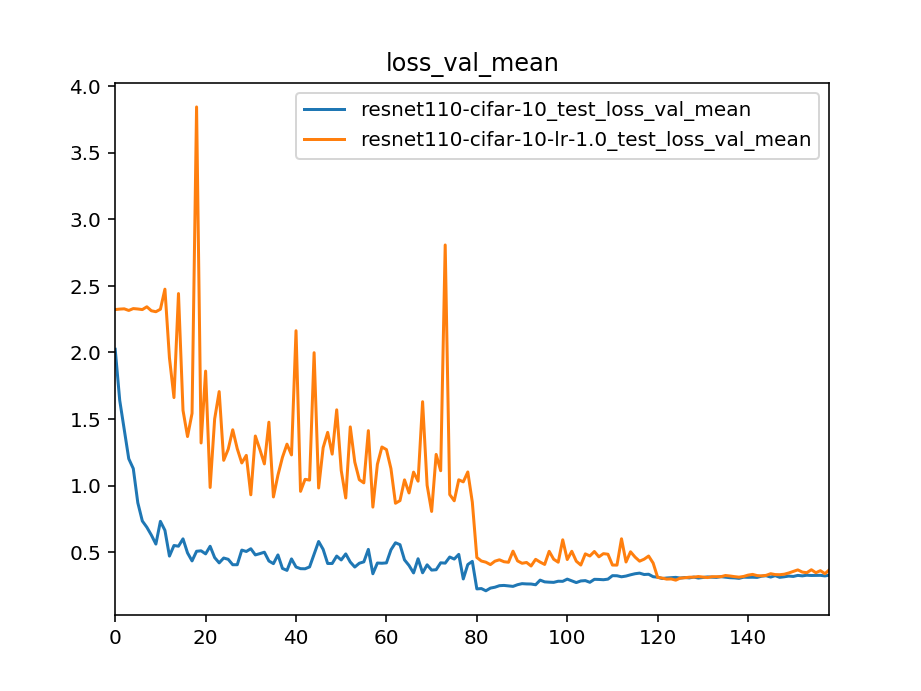 loss_val_mean
resnet110-cifar-10_test_loss_val_mean
resnet110-cifar-10-lr-1.0_test_loss_val_mean
4.0
3.5
3.0
2.5
2.0
1.5
1.0
0.5
0 20 40 60 80 100 120 140